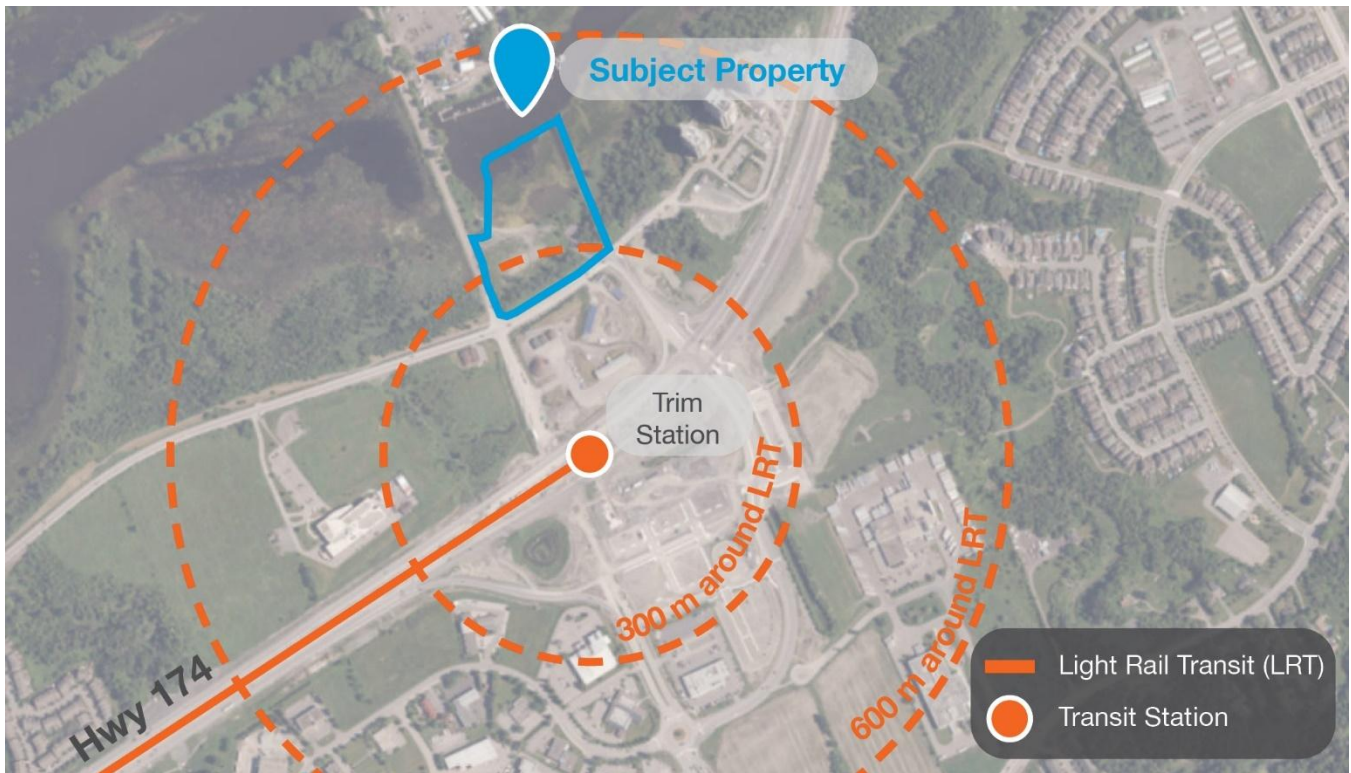 Subject Property
Trim
Station
300 m around LRT
600 m around LRT
Hwy 174
Light Rail Transit (LRT)
Transit Station